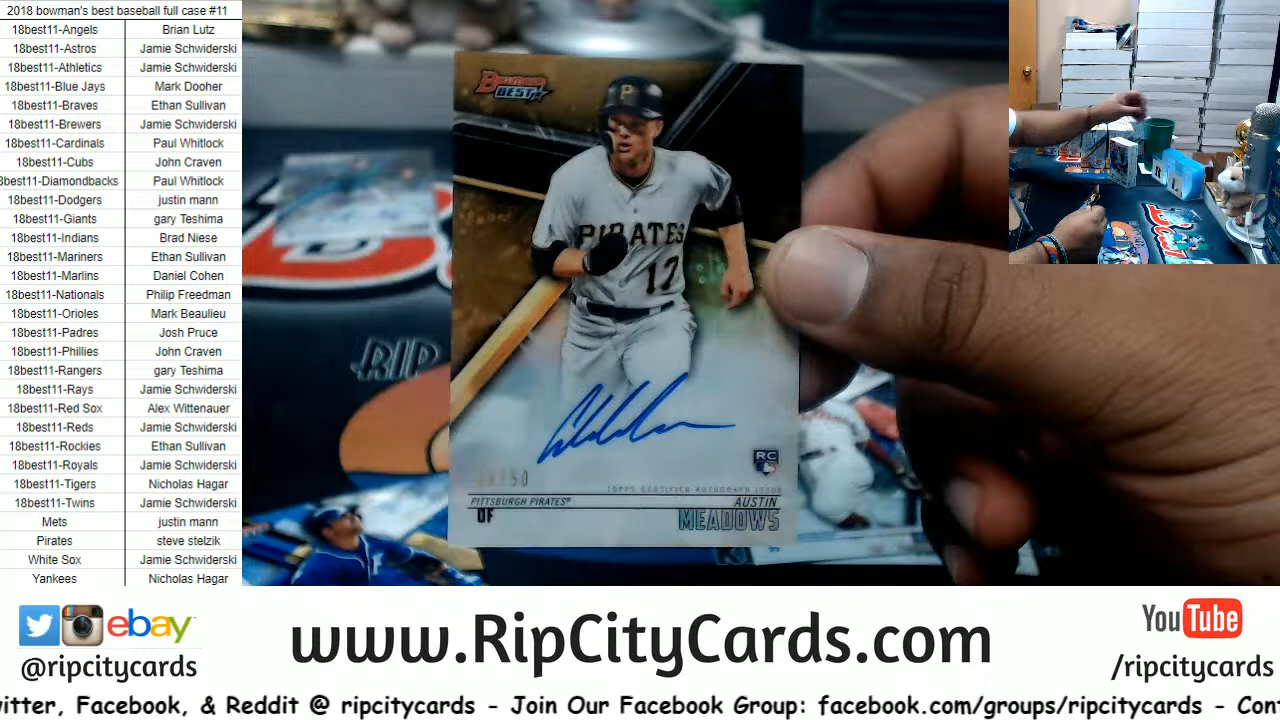 2018 bowman's best baseball full case #11
18best11-Angels Brian Lutz
18best11-Astros Jamie Schwiderski
18best11-Athletics Jamie Schwiderski
18best11-Blue Jays Mark Dooher
18best11-Braves Ethan Sullivan
18best11-Brewers Jamie Schwiderski
18best11-Cardinals Paul Whitlock
18best11-Cubs John Craven
8best11-Diamondbacks Paul Whitlock
18best11-Dodgers justin mann
18best11-Giants gary Teshima
18best11-Indians Brad Niese
18best11-Mariners Ethan Sullivan
18best11-Marlins Daniel Cohen
18best11-Nationals Philip Freedman
18best11-Orioles Mark Beaulieu
18best11-Padres Josh Pruce
18best11-Phillies John Craven
18best11-Rangers gary Teshima
18best11-Rays Jamie Schwiderski
18best11-Red Sox Alex Wittenauer
18best11-Reds Jamie Schwiderski
18best11-Rockies Ethan Sullivan
18best11-Royals Jamie Schwiderski
18best11-Tigers Nicholas Hagar
18best11-Twins Jamie Schwiderski
Mets justin mann
Pirates steve stelzik
White Sox Jamie Schwiderski
Yankees Nicholas Hagar
BOWMAN'S
BEST
P
PIRATES
17
RIP
RC
TOPPS CERTIFIED AUTOGRAPH ISSUE
PITTSBURGH PIRATES® AUSTIN
OF MEADOWS
ebay
@ripcitycards
www.RipCityCards.com
YouTube
/ripcitycards
witter, Facebook, & Reddit @ ripcitycards - Join Our Facebook Group: facebook.com/groups/ripcitycards - Con